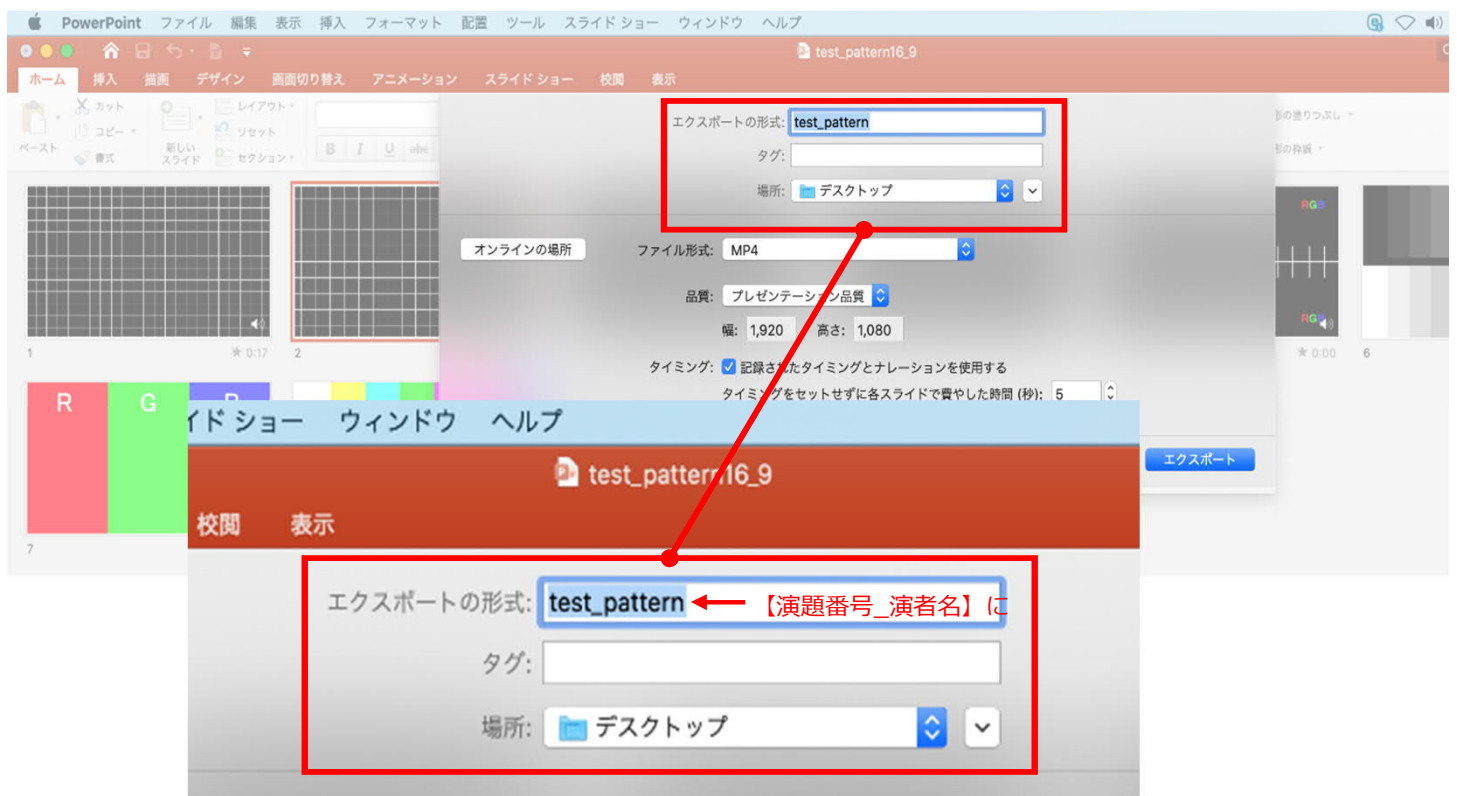 PowerPoint ファイル 編集 表示 挿入 フォーマット 配置 ツール スライド ショー ウィンドウ ヘルプ
test_pattern16_9
ホーム 挿入 描画 デザイン 画面切り替え アニメーション スライド ショー 校閲 表示
ペースト
カット
コピー
書式
新しい
スライド
レイアウト
リセット
セクション
B I U abc
形の塗りつぶし
形の枠線
エクスポートの形式: test_pattern
タグ:
場所: デスクトップ
オンラインの場所
ファイル形式: MP4
品質: プレゼンテーション品質
幅: 1,920 高さ: 1,080
タイミング: 記録されたタイミングとナレーションを使用する
タイミングをセットせずに各スライドで費やした時間 (秒): 5
エクスポート
1 0:17 2
RGB
RGB
0:00 6
R G B
7
イド ショー ウィンドウ ヘルプ
test_pattern16_9
校閲 表示
エクスポートの形式: test_pattern 【演題番号_演者名】に
タグ:
場所: デスクトップ